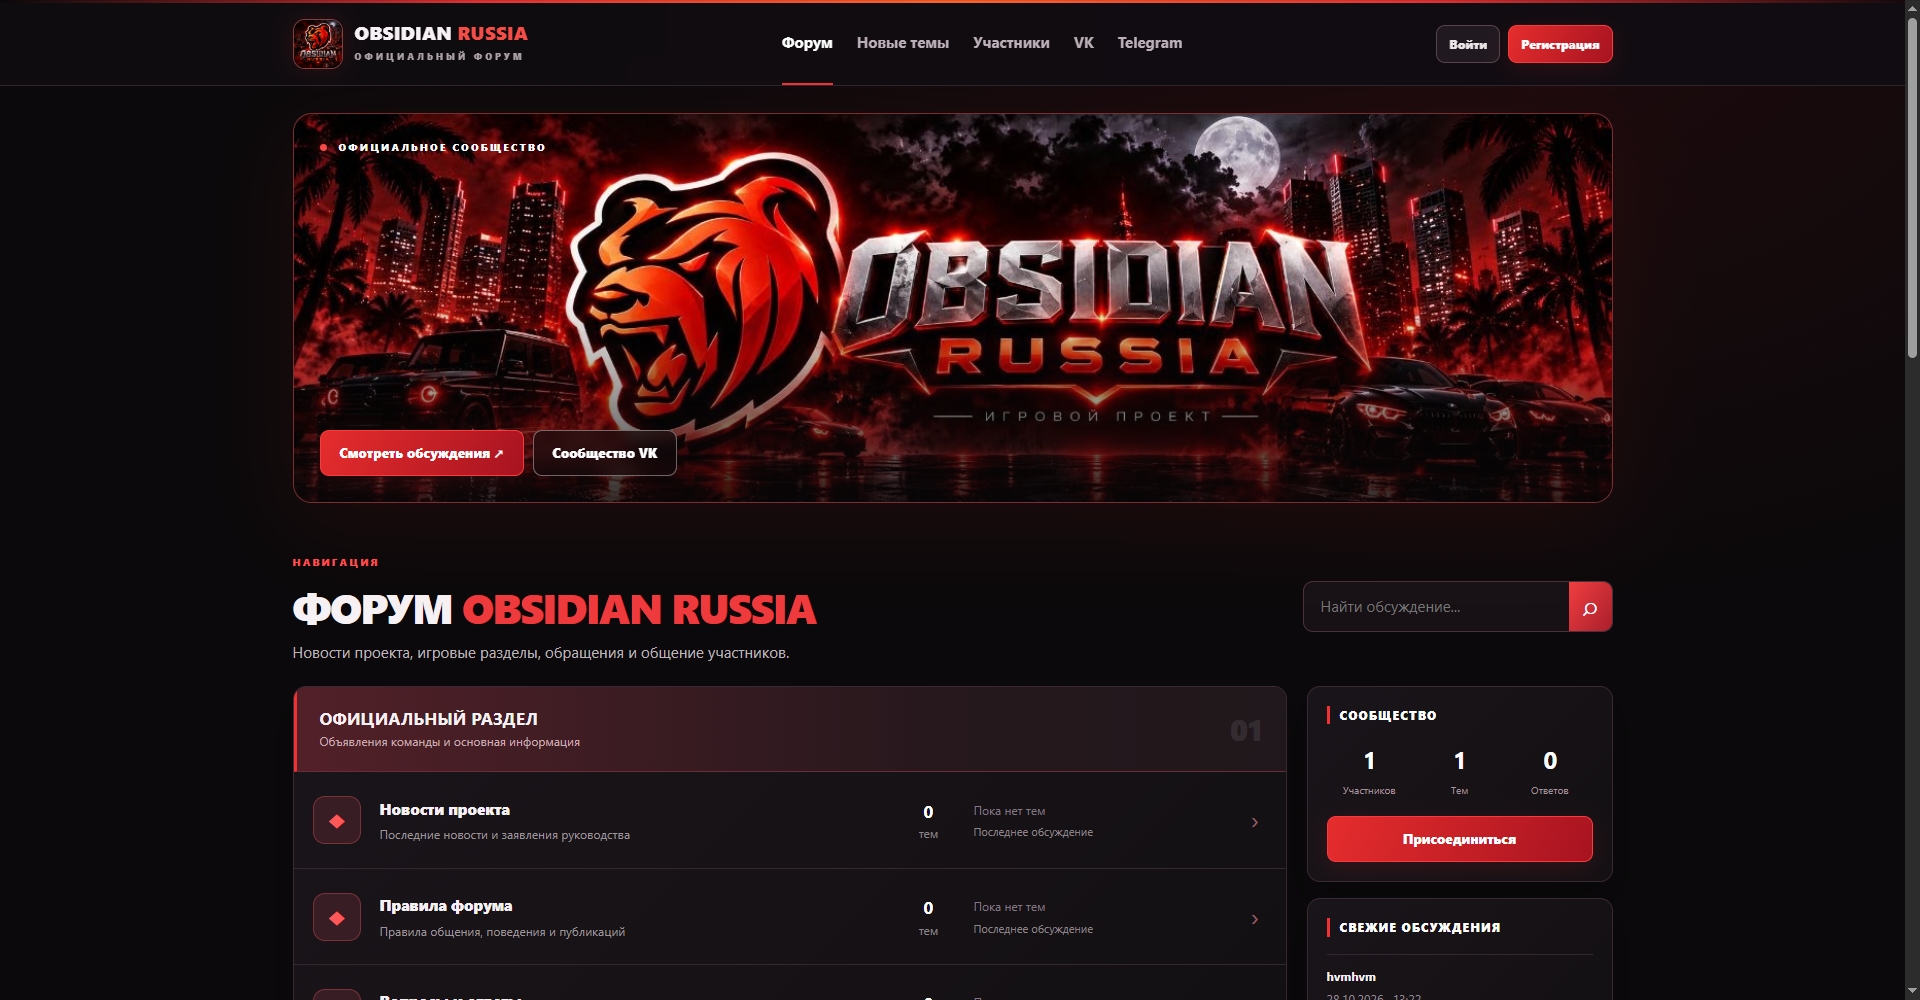 OBSIDIAN RUSSIA
ОФИЦИАЛЬНЫЙ ФОРУМ
Форум
Новые темы
Участники
VK
Telegram
Войти
Регистрация
ОФИЦИАЛЬНОЕ СООБЩЕСТВО
OBSIDIAN
RUSSIA
ИГРОВОЙ ПРОЕКТ
Смотреть обсуждения ↗
Сообщество VK
НАВИГАЦИЯ
ФОРУМ OBSIDIAN RUSSIA
Новости проекта, игровые разделы, обращения и общение участников.
Найти обсуждение...
ОФИЦИАЛЬНЫЙ РАЗДЕЛ
Объявления команды и основная информация
01
Новости проекта
Последние новости и заявления руководства
0
тем
Пока нет тем
Последнее обсуждение
Правила форума
Правила общения, поведения и публикаций
0
тем
Пока нет тем
Последнее обсуждение
СООБЩЕСТВО
1
Участников
1
Тем
0
Ответов
Присоединиться
СВЕЖИЕ ОБСУЖДЕНИЯ
hvmhvm